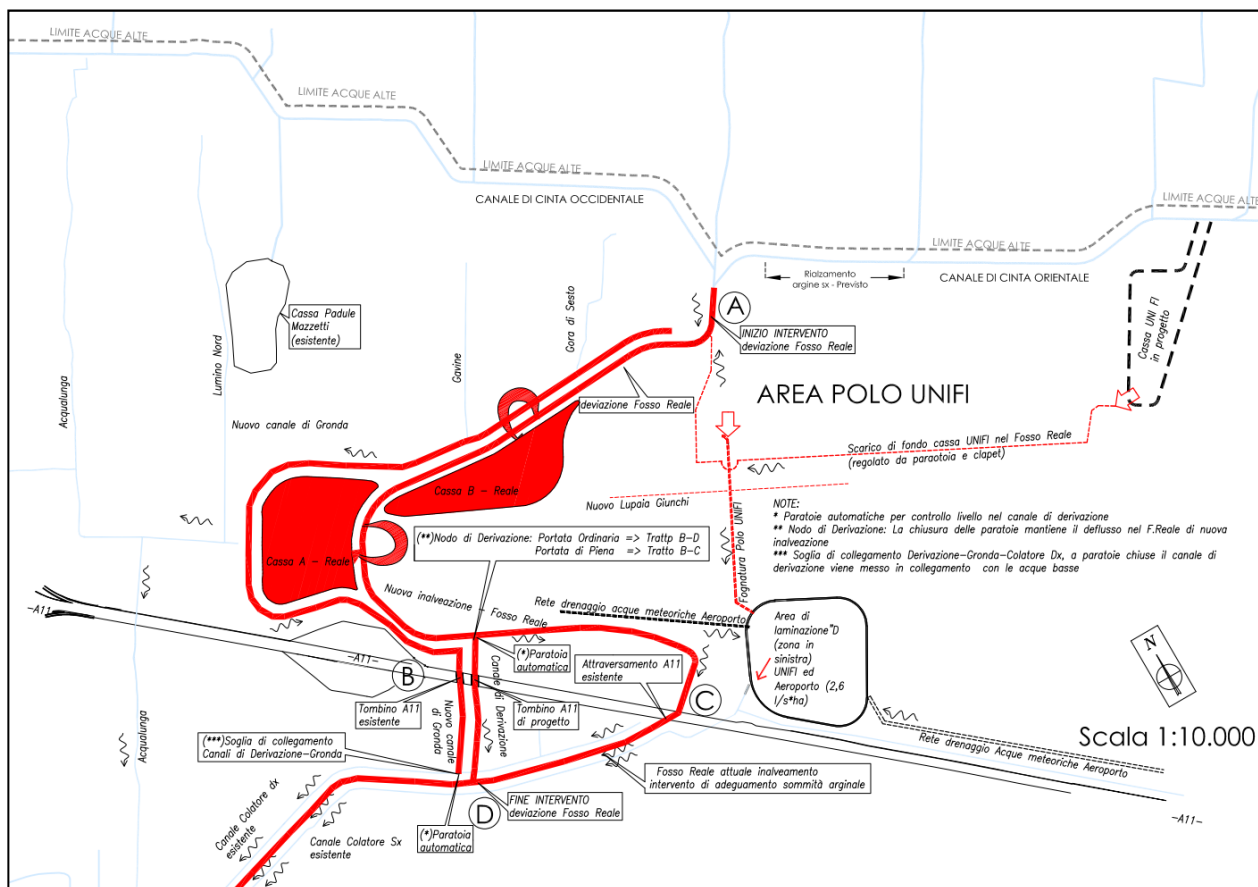 LIMITE ACQUE ALTE
LIMITE ACQUE ALTE
LIMITE ACQUE ALTE
CANALE DI CINTA OCCIDENTALE
LIMITE ACQUE ALTE
LIMITE ACQUE ALTE
CANALE DI CINTA ORIENTALE
Rialzamento
argine sx - Previsto
Cassa UNI FI
in progetto
Cassa Padule
Mazzetti
(esistente)
Acqualunga
Lumino Nord
Gavine
Gora di Sesto
A
INIZIO INTERVENTO
deviazione Fosso Reale
deviazione Fosso Reale
AREA POLO UNIFI
Nuovo canale di Gronda
Scarico di fondo cassa UNIFI nel Fosso Reale
(regolato da paraotoia e clapet)
Cassa B - Reale
Nuovo Lupaia Giunchi
Fognatura Polo UNIFI
NOTE:
* Paratoie automatiche per controllo livello nel canale di derivazione
** Nodo di Derivazione: La chiusura delle paratoie mantiene il deflusso nel F.Reale di nuova
inalveazione
*** Soglia di collegamento Derivazione-Gronda-Colatore Dx, a paratoie chiuse il canale di
derivazione viene messo in collegamento con le acque basse
(**)Nodo di Derivazione: Portata Ordinaria => Trattp B-D
Portata di Piena => Tratto B-C
Cassa A - Reale
Nuova inalveazione - Fosso Reale
Rete drenaggio acque meteoriche Aeroporto
Area di
laminazione"D
(zona in
sinistra)
UNIFI ed
Aeroporto (2,6
l/s*ha)
N
-A11-
-A11-
B
(*)Paratoia
automatica
Attraversamento A11
esistente
C
Tombino A11
esistente
Nuovo canale
di Gronda
Canale di Derivazione
Tombino A11
di progetto
Scala 1:10.000
Rete drenaggio Acque
meteoriche Aeroporto
Acqualunga
(***)Soglia di collegamento
Canali di Derivazione-Gronda
Fosso Reale attuale inalveamento
intervento di adeguamento sommità arginale
-A11-
D
FINE INTERVENTO
deviazione Fosso Reale
Canale Colatore dx
esistente
Canale Colatore Sx
esistente
(*)Paratoia
automatica